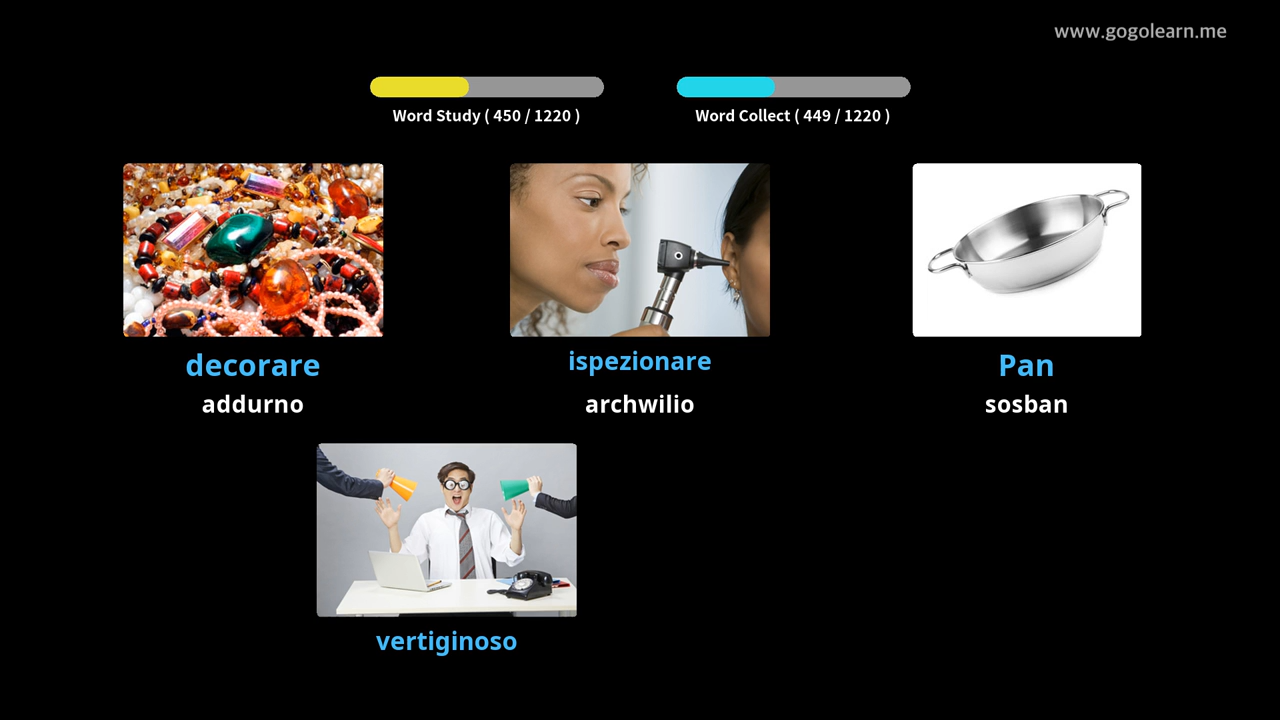 www.gogolearn.me
Word Study ( 450 / 1220 )
Word Collect ( 449 / 1220 )
decorare
ispezionare
Pan
addurno
archwilio
sosban
vertiginoso